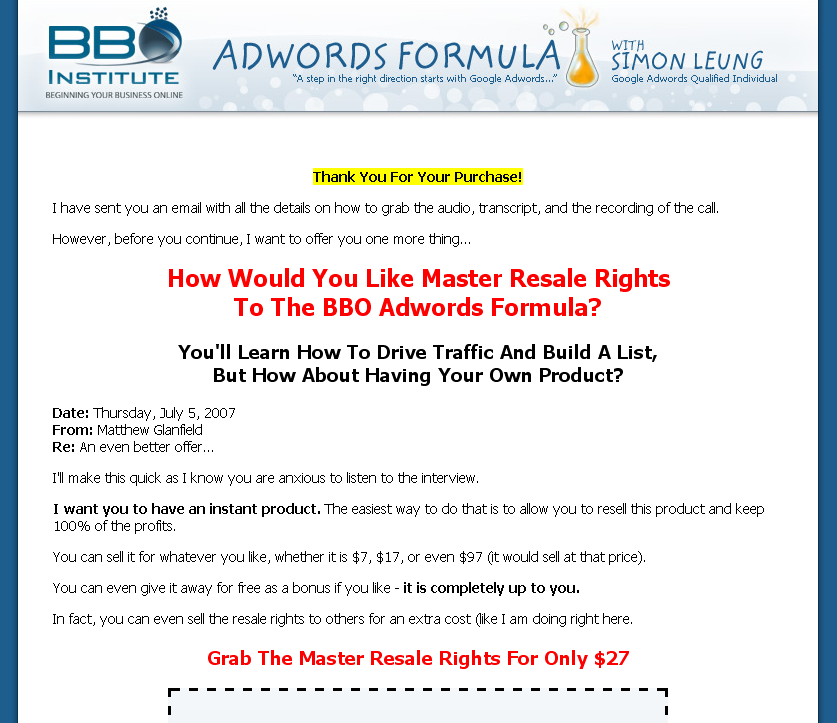 BBO
INSTITUTE
BEGINNING YOUR BUSINESS ONLINE
ADWORDS FORMULA
"A step in the right direction starts with Google Adwords..."
WITH
SIMON LEUNG
Google Adwords Qualified Individual
Thank You For Your Purchase!
I have sent you an email with all the details on how to grab the audio, transcript, and the recording of the call.
However, before you continue, I want to offer you one more thing...
How Would You Like Master Resale Rights
To The BBO Adwords Formula?
You'll Learn How To Drive Traffic And Build A List,
But How About Having Your Own Product?
Date: Thursday, July 5, 2007
From: Matthew Glanfield
Re: An even better offer...
I'll make this quick as I know you are anxious to listen to the interview.
I want you to have an instant product. The easiest way to do that is to allow you to resell this product and keep
100% of the profits.
You can sell it for whatever you like, whether it is $7, $17, or even $97 (it would sell at that price).
You can even give it away for free as a bonus if you like - it is completely up to you.
In fact, you can even sell the resale rights to others for an extra cost (like I am doing right here.
Grab The Master Resale Rights For Only $27